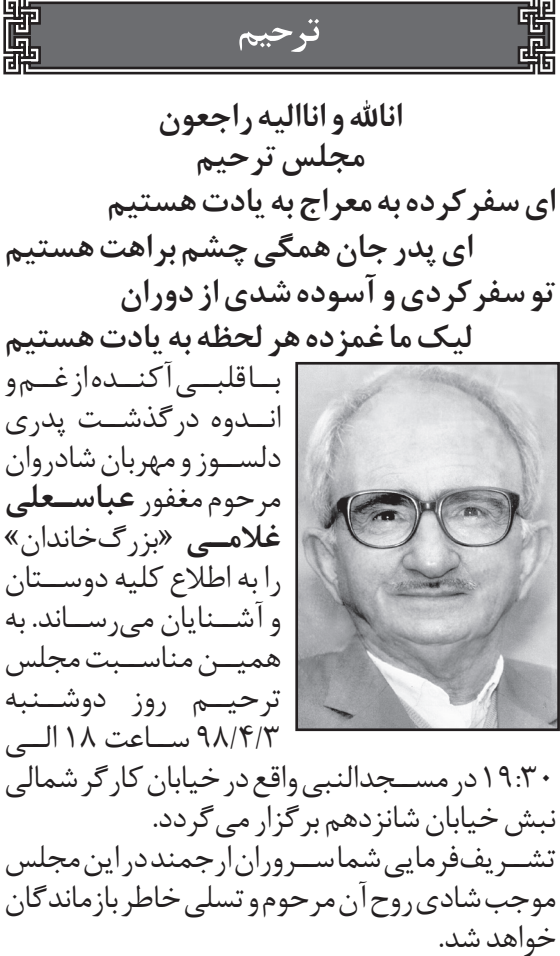 ترحیم
انالله و اناالیه راجعون
مجلس ترحیم
ای سفر کرده به معراج به یادت هستیم
ای پدر جان همگی چشم براهت هستیم
تو سفر کردی و آسوده شدی از دوران
لیک ما غمزده هر لحظه به یادت هستیم
با قلبی آکنده از غم و
اندوه درگذشت پدری
دلسوز و مهربان شادروان
مرحوم مغفور عباسعلی
غلامی «بزرگ‌خاندان»
را به اطلاع کلیه دوستان
و آشنایان می‌رساند. به
همین مناسبت مجلس
ترحیم روز دوشنبه
۹۸/۴/۳ ساعت ۱۸ الی
۱۹:۳۰ در مسجدالنبی واقع در خیابان کارگر شمالی
نبش خیابان شانزدهم برگزار می‌گردد.
تشریف‌فرمایی شما سروران ارجمند در این مجلس
موجب شادی روح آن مرحوم و تسلی خاطر بازماندگان
خواهد شد.